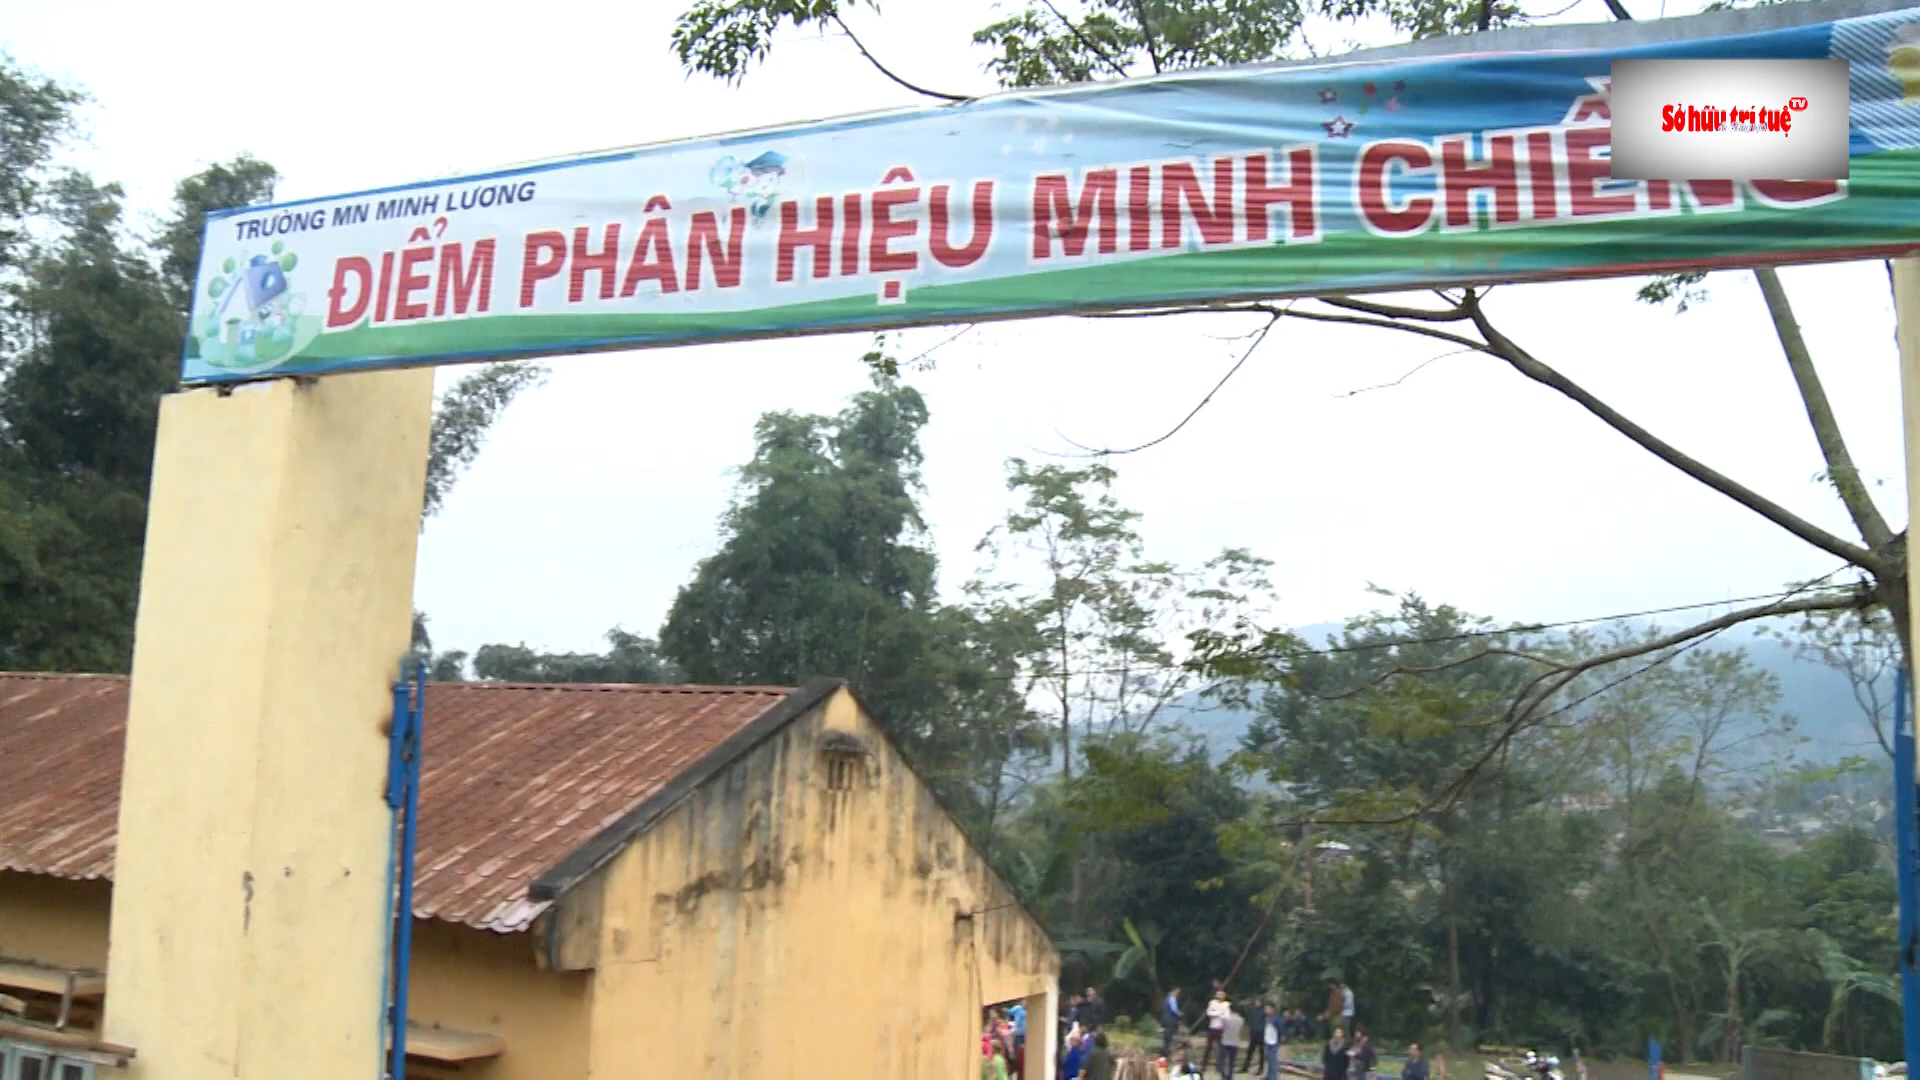 TRƯỜNG MN MINH LƯƠNG
ĐIỂM PHÂN HIỆU MINH CHIỀNG
Sở hữu trí tuệ TV